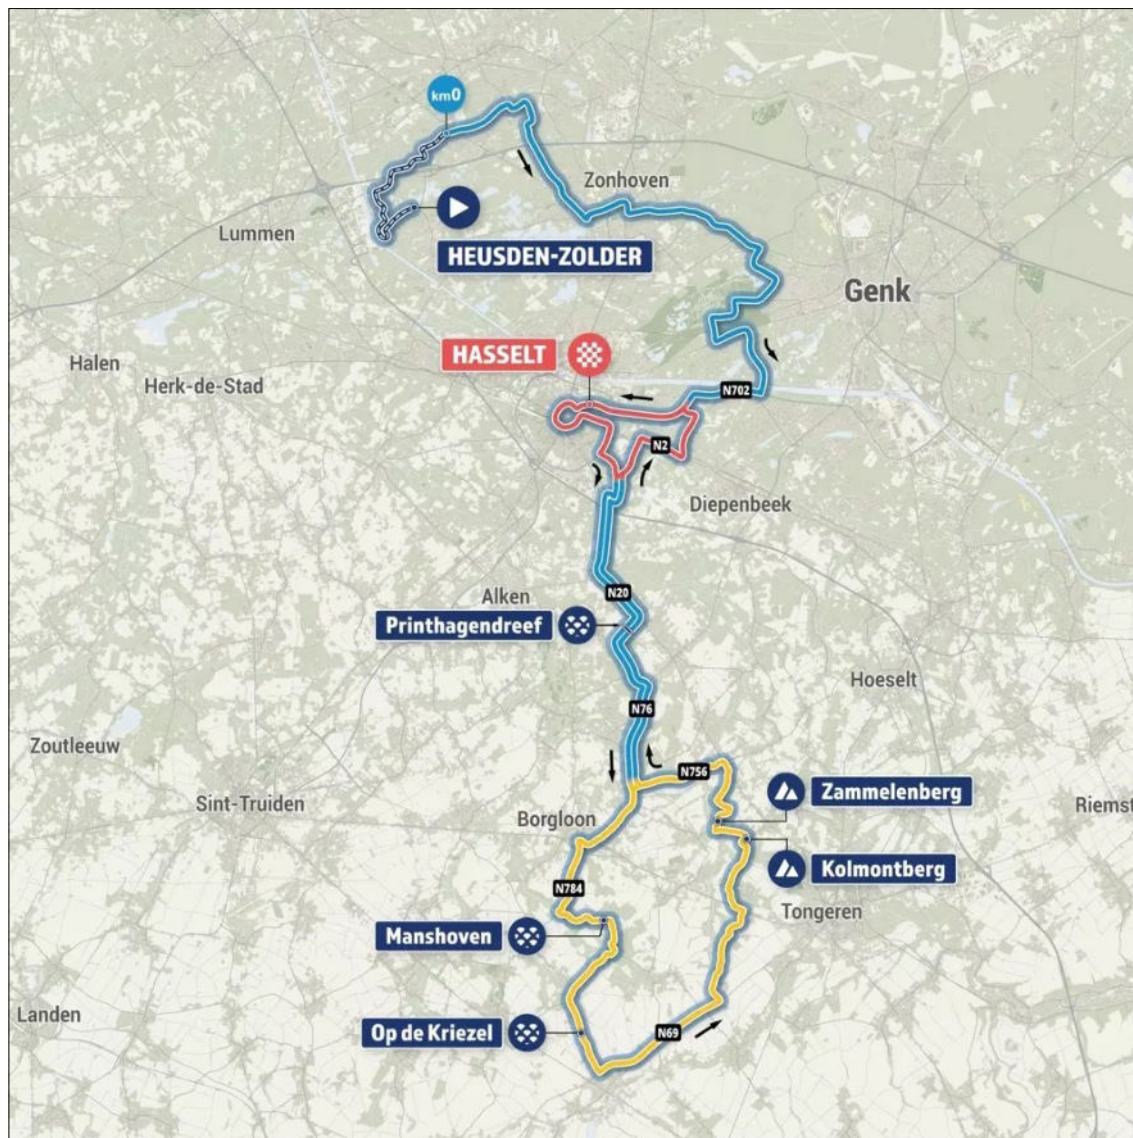 km0
Zonhoven
Lummen
HEUSDEN-ZOLDER
Genk
HASSELT
Halen
Herk-de-Stad
N702
N2
Diepenbeek
Alken
N20
Printhagendreef
Hoeselt
N76
Zoutleeuw
N756
Zammelenberg
Sint-Truiden
Riemst
Borgloon
Kolmontberg
N784
Tongeren
Manshoven
Landen
Op de Kriezel
N69